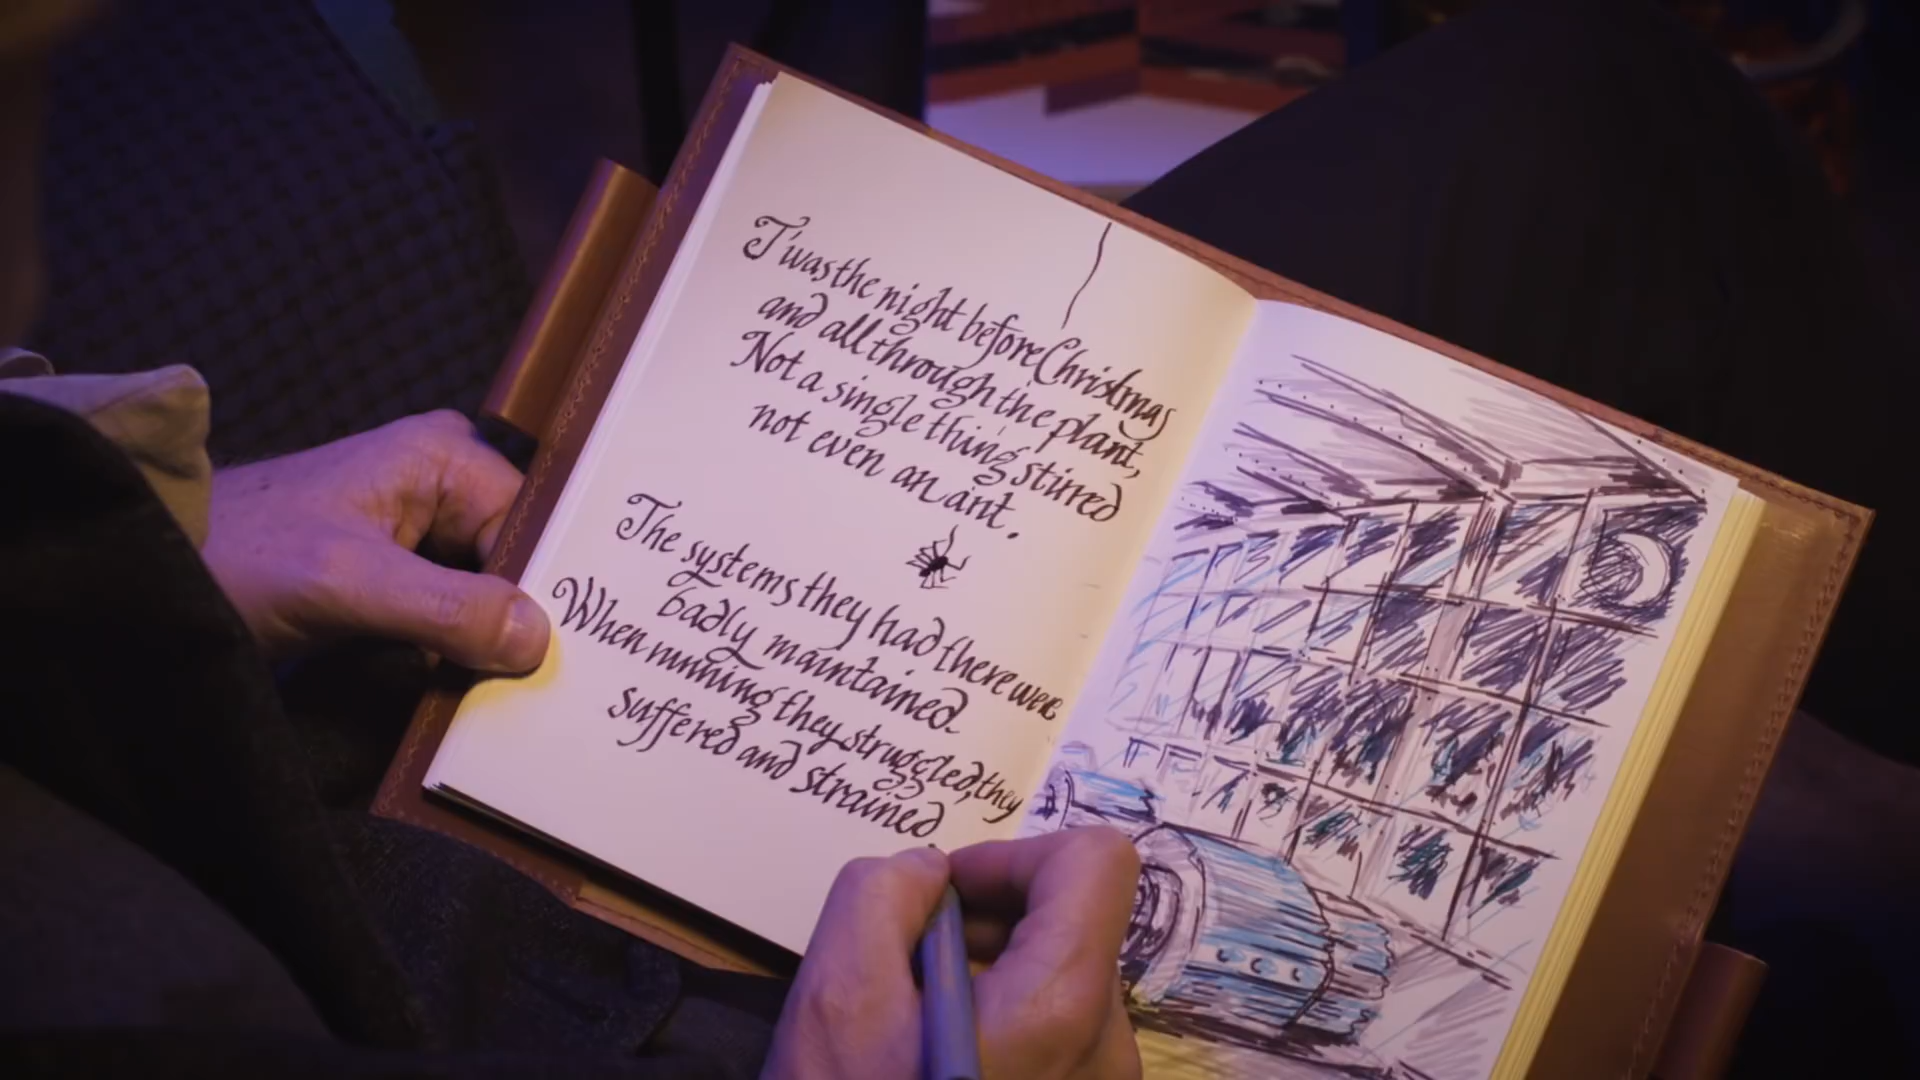 T'was the night before Christmas
and all through the plant,
Not a single thing stirred
not even an ant.
The systems they had there were
badly maintained.
When running they struggled, they
suffered and strained